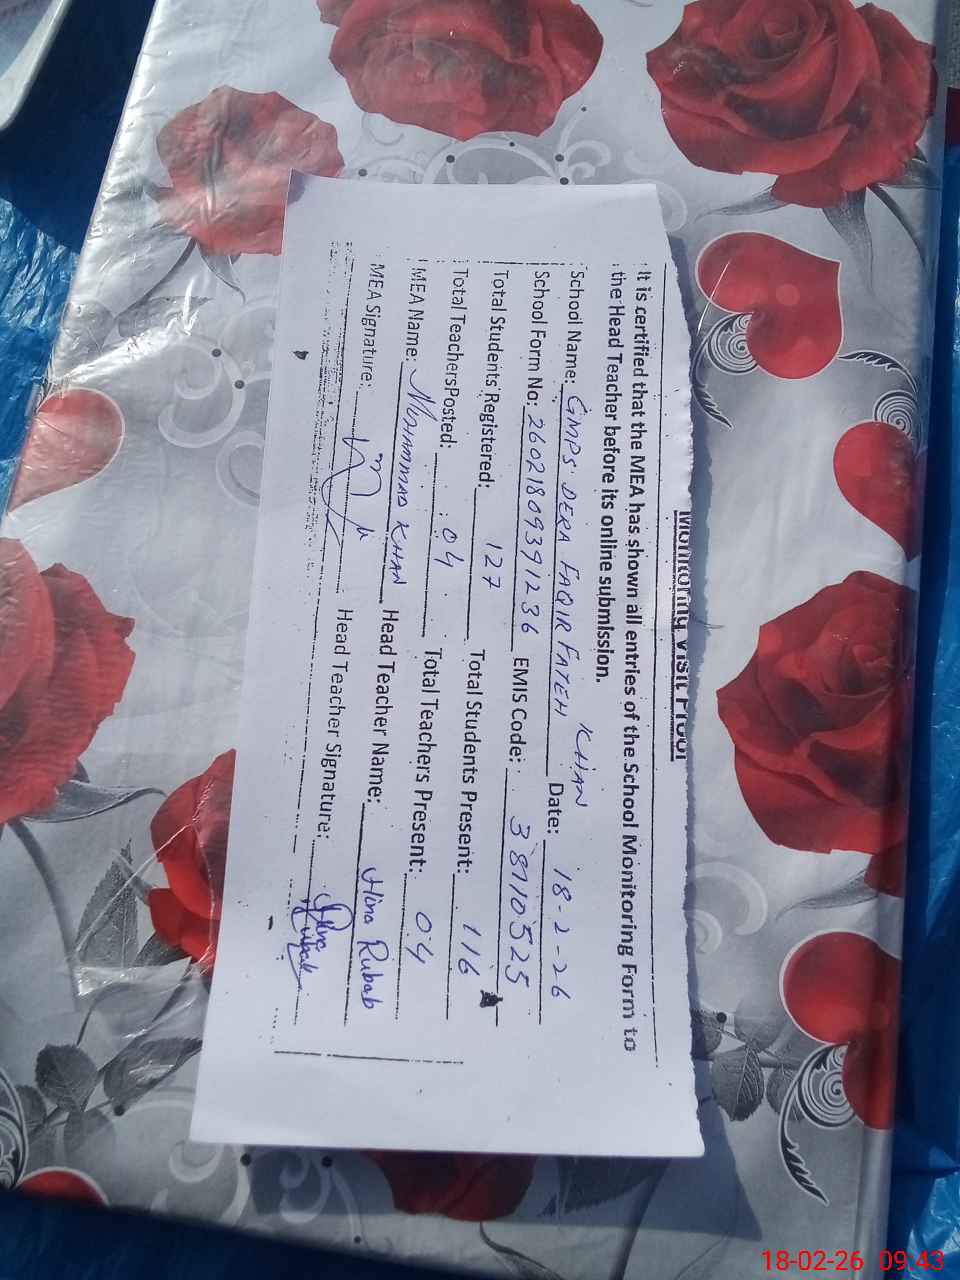 Monitoring Visit Proof
It is certified that the MEA has shown all entries of the School Monitoring Form to
the Head Teacher before its online submission.
School Name: GMPS DERA FAQIR FATEH KHAN Date: 18-2-26
School Form No: 26021809391236 EMIS Code: 38110525
Total Students Registered: 127 Total Students Present: 116
Total Teachers Posted: 04 Total Teachers Present: 04
MEA Name: MUHAMMAD KHAN Head Teacher Name: Hina Rubab
MEA Signature: Head Teacher Signature: Hina Rubab
18-02-26 09:43